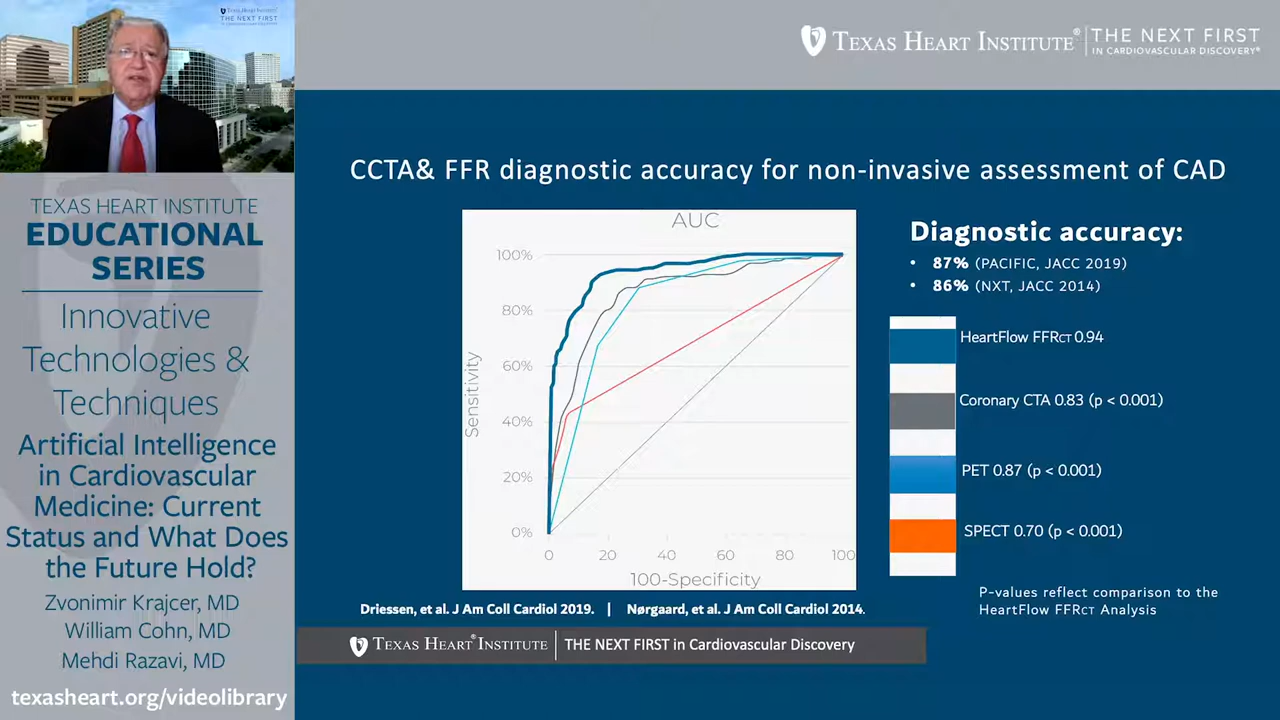 TEXAS HEART INSTITUTE
EDUCATIONAL
SERIES
Innovative
Technologies &
Techniques
Artificial Intelligence
in Cardiovascular
Medicine: Current
Status and What Does
the Future Hold?
Zvonimir Krajcer, MD
William Cohn, MD
Mehdi Razavi, MD
texasheart.org/videolibrary
TEXAS HEART INSTITUTE® THE NEXT FIRST
IN CARDIOVASCULAR DISCOVERY®
CCTA& FFR diagnostic accuracy for non-invasive assessment of CAD
AUC
100%
80%
60%
40%
20%
0%
Sensitivity
0 20 40 60 80 100
100-Specificity
Diagnostic accuracy:
• 87% (PACIFIC, JACC 2019)
• 86% (NXT, JACC 2014)
HeartFlow FFRCT 0.94
Coronary CTA 0.83 (p < 0.001)
PET 0.87 (p < 0.001)
SPECT 0.70 (p < 0.001)
P-values reflect comparison to the
HeartFlow FFRCT Analysis
Driessen, et al. J Am Coll Cardiol 2019. | Nørgaard, et al. J Am Coll Cardiol 2014.
TEXAS HEART® INSTITUTE THE NEXT FIRST in Cardiovascular Discovery
TEXAS HEART INSTITUTE
THE NEXT FIRST